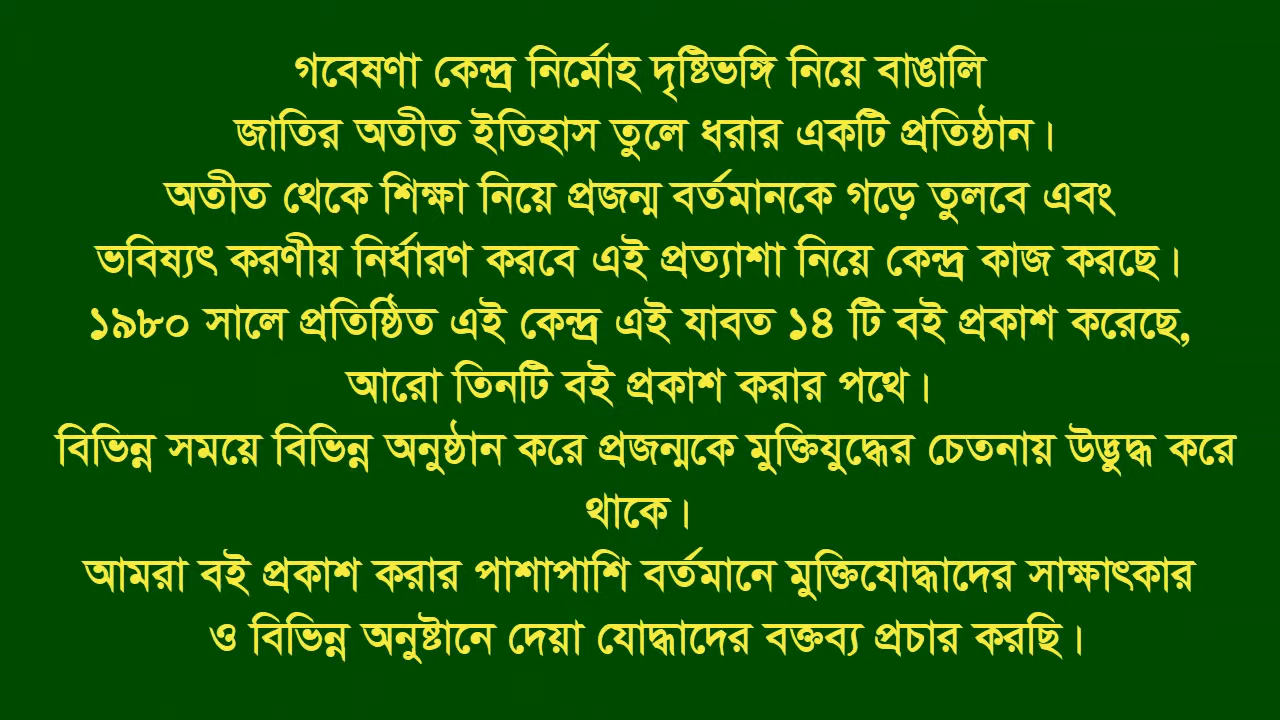 গবেষণা কেন্দ্র নির্মোহ দৃষ্টিভঙ্গি নিয়ে বাঙালি
জাতির অতীত ইতিহাস তুলে ধরার একটি প্রতিষ্ঠান।
অতীত থেকে শিক্ষা নিয়ে প্রজন্ম বর্তমানকে গড়ে তুলবে এবং
ভবিষ্যৎ করণীয় নির্ধারণ করবে এই প্রত্যাশা নিয়ে কেন্দ্র কাজ করছে।
১৯৮০ সালে প্রতিষ্ঠিত এই কেন্দ্র এই যাবত ১৪ টি বই প্রকাশ করেছে,
আরো তিনটি বই প্রকাশ করার পথে।
বিভিন্ন সময়ে বিভিন্ন অনুষ্ঠান করে প্রজন্মকে মুক্তিযুদ্ধের চেতনায় উদ্ভুদ্ধ করে
থাকে।
আমরা বই প্রকাশ করার পাশাপাশি বর্তমানে মুক্তিযোদ্ধাদের সাক্ষাৎকার
ও বিভিন্ন অনুষ্টানে দেয়া যোদ্ধাদের বক্তব্য প্রচার করছি।